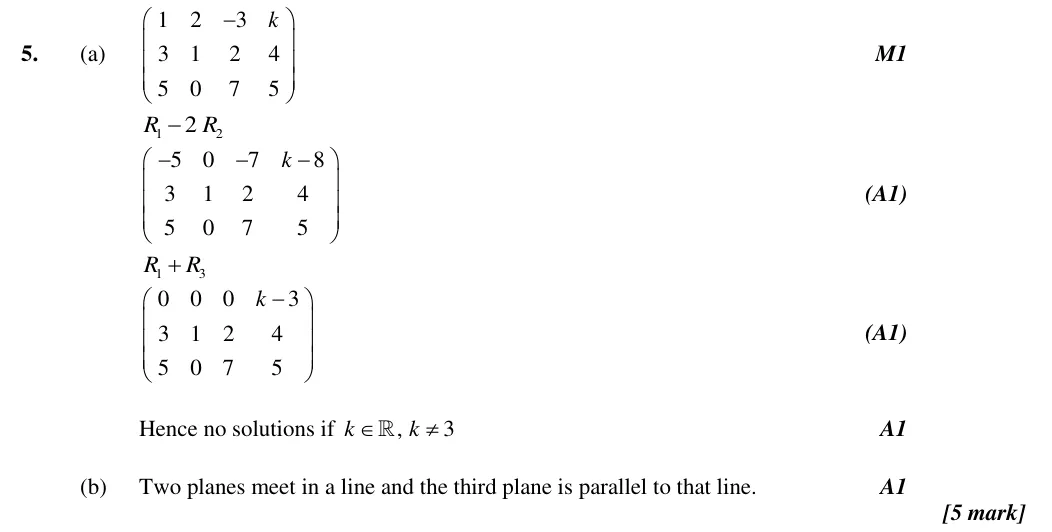 5. (a) ( 1 2 −3 k )
( 3 1 2 4 ) M1
( 5 0 7 5 )
R₁ − 2 R₂
( −5 0 −7 k − 8 )
( 3 1 2 4 ) (A1)
( 5 0 7 5 )
R₁ + R₃
( 0 0 0 k − 3 )
( 3 1 2 4 ) (A1)
( 5 0 7 5 )
Hence no solutions if k ∈ ℝ, k ≠ 3 A1
(b) Two planes meet in a line and the third plane is parallel to that line. A1
[5 mark]